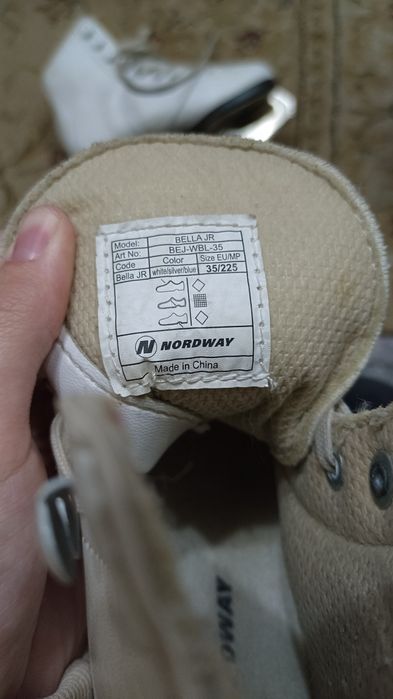 Model: BELLA JR
Art No: BEJ-WBL-35
Code Color Size EU/MP
Bella JR white/silver/blue 35/225
N NORDWAY
Made in China
RDWAY